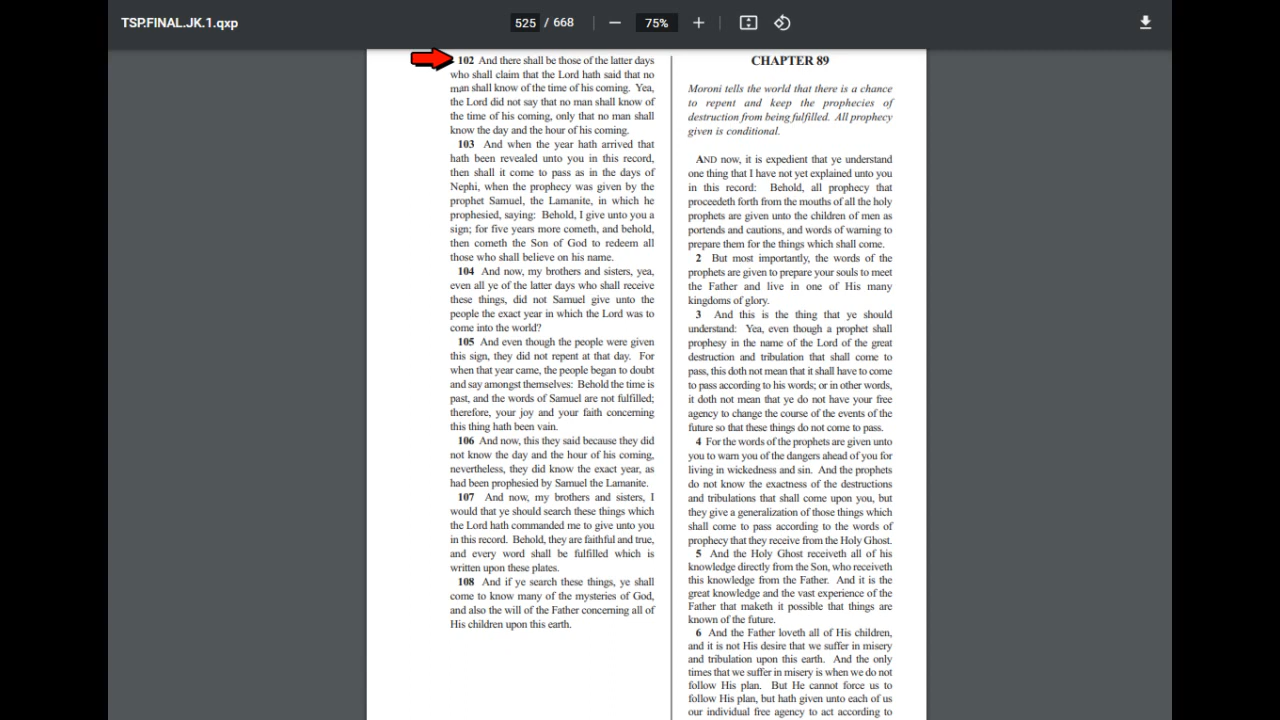 TSP.FINAL.JK.1.qxp
525 / 668
75%
102 And there shall be those of the latter days
who shall claim that the Lord hath said that no
man shall know of the time of his coming. Yea,
the Lord did not say that no man shall know of
the time of his coming, only that no man shall
know the day and the hour of his coming.
103 And when the year hath arrived that
hath been revealed unto you in this record,
then shall it come to pass as in the days of
Nephi, when the prophecy was given by the
prophet Samuel, the Lamanite, in which he
prophesied, saying: Behold, I give unto you a
sign; for five years more cometh, and behold,
then cometh the Son of God to redeem all
those who shall believe on his name.
104 And now, my brothers and sisters, yea,
even all ye of the latter days who shall receive
these things, did not Samuel give unto the
people the exact year in which the Lord was to
come into the world?
105 And even though the people were given
this sign, they did not repent at that day. For
when that year came, the people began to doubt
and say amongst themselves: Behold the time is
past, and the words of Samuel are not fulfilled;
therefore, your joy and your faith concerning
this thing hath been vain.
106 And now, this they said because they did
not know the day and the hour of his coming,
nevertheless, they did know the exact year, as
had been prophesied by Samuel the Lamanite.
107 And now, my brothers and sisters, I
would that ye should search these things which
the Lord hath commanded me to give unto you
in this record. Behold, they are faithful and true,
and every word shall be fulfilled which is
written upon these plates.
108 And if ye search these things, ye shall
come to know many of the mysteries of God,
and also the will of the Father concerning all of
His children upon this earth.
CHAPTER 89
Moroni tells the world that there is a chance
to repent and keep the prophecies of
destruction from being fulfilled. All prophecy
given is conditional.
AND now, it is expedient that ye understand
one thing that I have not yet explained unto you
in this record: Behold, all prophecy that
proceedeth forth from the mouths of all the holy
prophets are given unto the children of men as
portends and cautions, and words of warning to
prepare them for the things which shall come.
2 But most importantly, the words of the
prophets are given to prepare your souls to meet
the Father and live in one of His many
kingdoms of glory.
3 And this is the thing that ye should
understand: Yea, even though a prophet shall
prophesy in the name of the Lord of the great
destruction and tribulation that shall come to
pass, this doth not mean that it shall have to come
to pass according to his words; or in other words,
it doth not mean that ye do not have your free
agency to change the course of the events of the
future so that these things do not come to pass.
4 For the words of the prophets are given unto
you to warn you of the dangers ahead of you for
living in wickedness and sin. And the prophets
do not know the exactness of the destructions
and tribulations that shall come upon you, but
they give a generalization of those things which
shall come to pass according to the words of
prophecy that they receive from the Holy Ghost.
5 And the Holy Ghost receiveth all of his
knowledge directly from the Son, who receiveth
this knowledge from the Father. And it is the
great knowledge and the vast experience of the
Father that maketh it possible that things are
known of the future.
6 And the Father loveth all of His children,
and it is not His desire that we suffer in misery
and tribulation upon this earth. And the only
times that we suffer in misery is when we do not
follow His plan. But He cannot force us to
follow His plan, but hath given unto each of us
our individual free agency to act according to